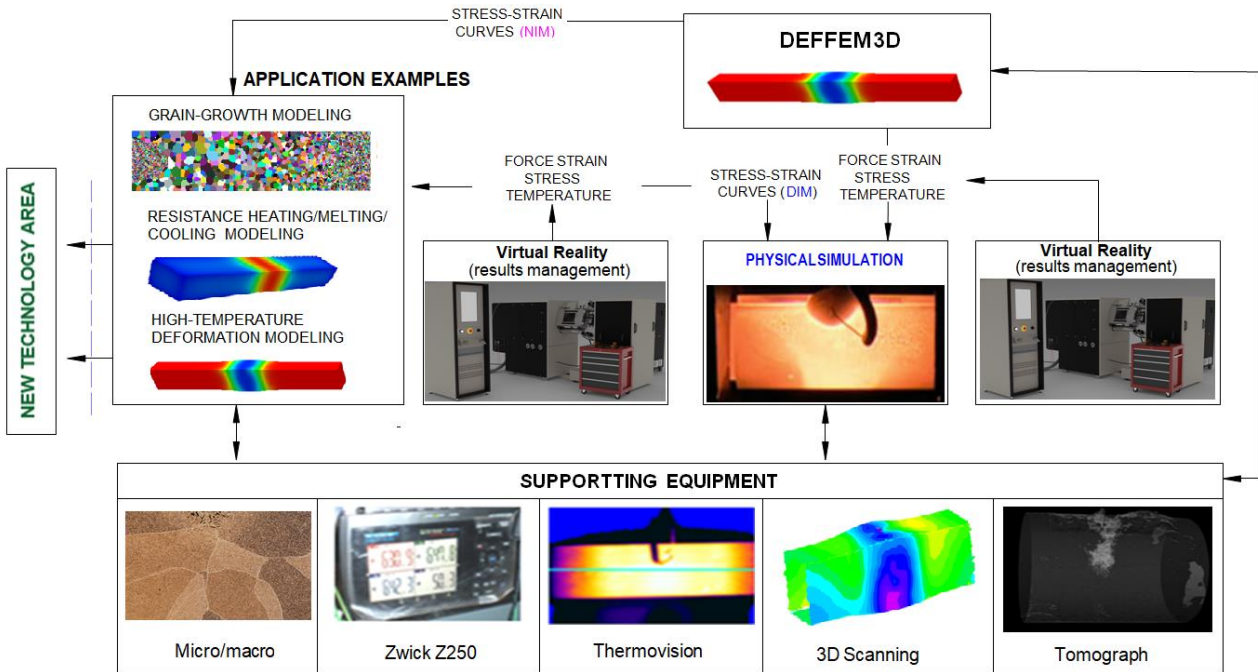 STRESS-STRAIN
CURVES (NIM)
DEFFEM3D
APPLICATION EXAMPLES
GRAIN-GROWTH MODELING
RESISTANCE HEATING/MELTING/
COOLING MODELING
HIGH-TEMPERATURE
DEFORMATION MODELING
NEW TECHNOLOGY AREA
FORCE STRAIN
STRESS
TEMPERATURE
STRESS-STRAIN
CURVES (DIM)
FORCE STRAIN
STRESS
TEMPERATURE
Virtual Reality
(results management)
PHYSICAL SIMULATION
Virtual Reality
(results management)
SUPPORTTING EQUIPMENT
Micro/macro
Zwick Z250
Thermovision
3D Scanning
Tomograph